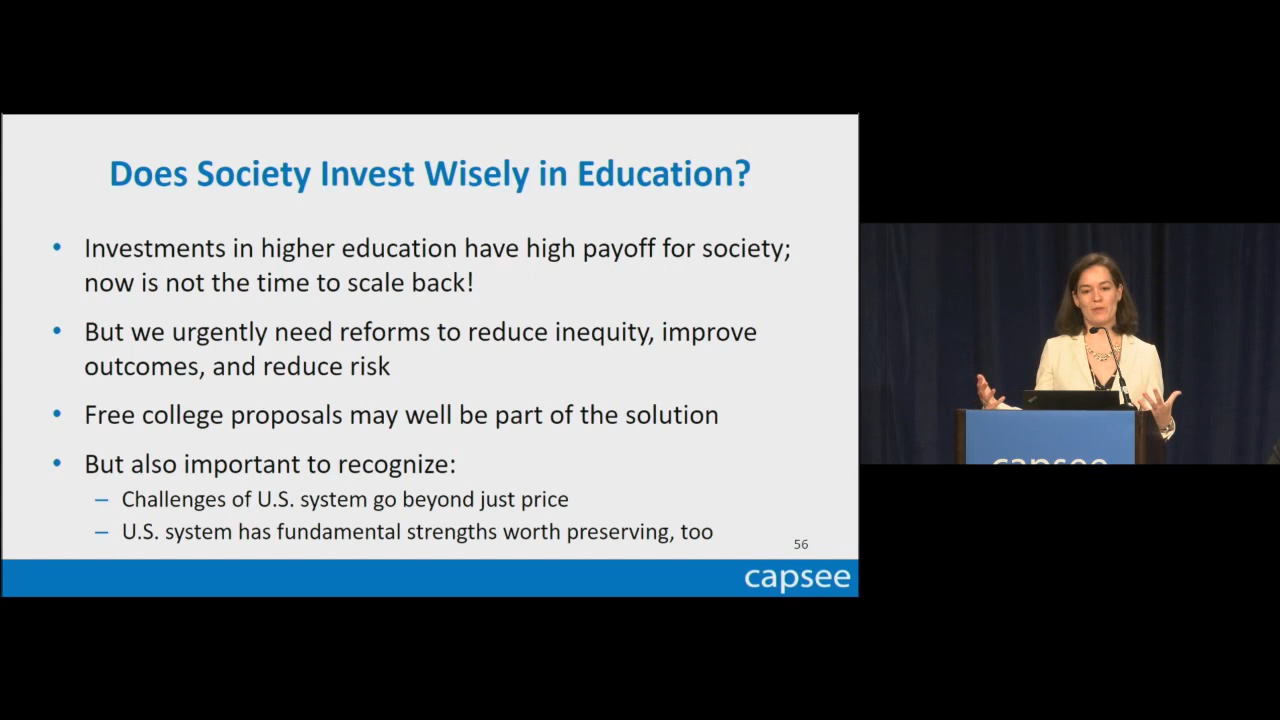 Does Society Invest Wisely in Education?
• Investments in higher education have high payoff for society;
now is not the time to scale back!
• But we urgently need reforms to reduce inequity, improve
outcomes, and reduce risk
• Free college proposals may well be part of the solution
• But also important to recognize:
– Challenges of U.S. system go beyond just price
– U.S. system has fundamental strengths worth preserving, too
56
capsee
capsee